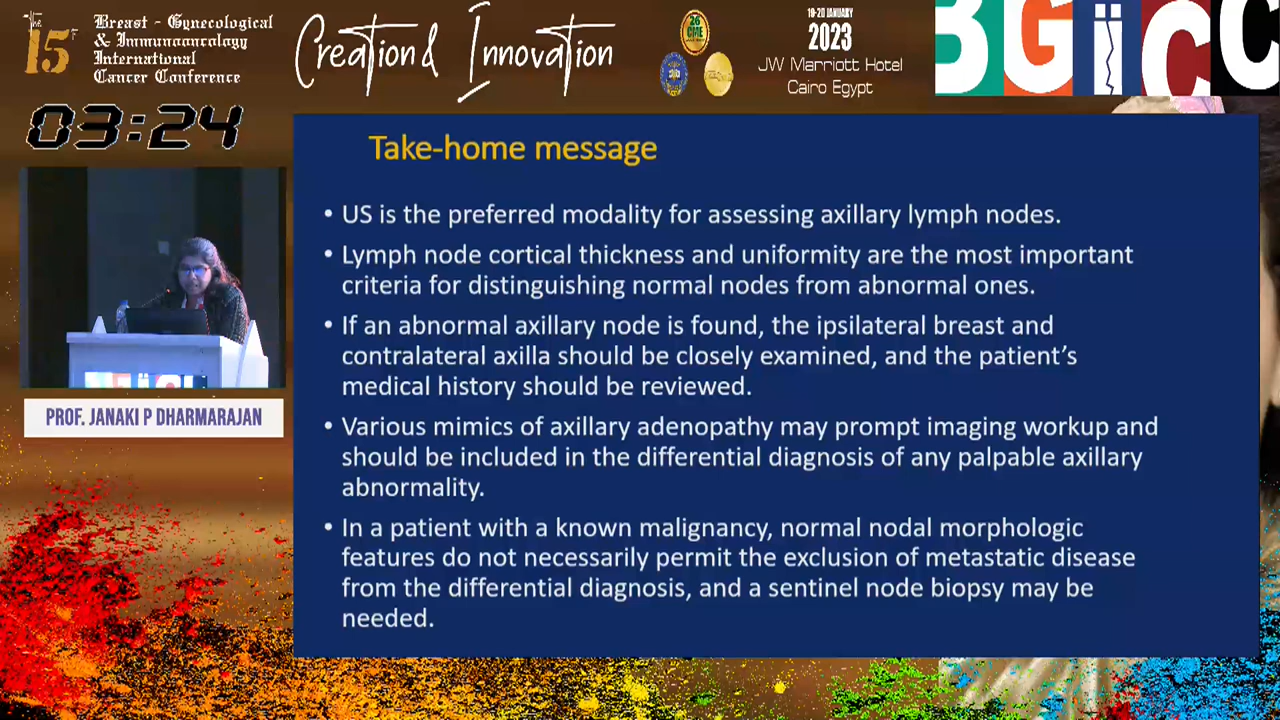 The 15th
Breast - Gynecological
& Immunooncology
International
Cancer Conference
Creation & Innovation
26
CME
18-20 JANUARY
2023
JW Marriott Hotel
Cairo Egypt
BGiCC
03:24
Take-home message
• US is the preferred modality for assessing axillary lymph nodes.
• Lymph node cortical thickness and uniformity are the most important
criteria for distinguishing normal nodes from abnormal ones.
• If an abnormal axillary node is found, the ipsilateral breast and
contralateral axilla should be closely examined, and the patient's
medical history should be reviewed.
• Various mimics of axillary adenopathy may prompt imaging workup and
should be included in the differential diagnosis of any palpable axillary
abnormality.
• In a patient with a known malignancy, normal nodal morphologic
features do not necessarily permit the exclusion of metastatic disease
from the differential diagnosis, and a sentinel node biopsy may be
needed.
PROF. JANAKI P DHARMARAJAN